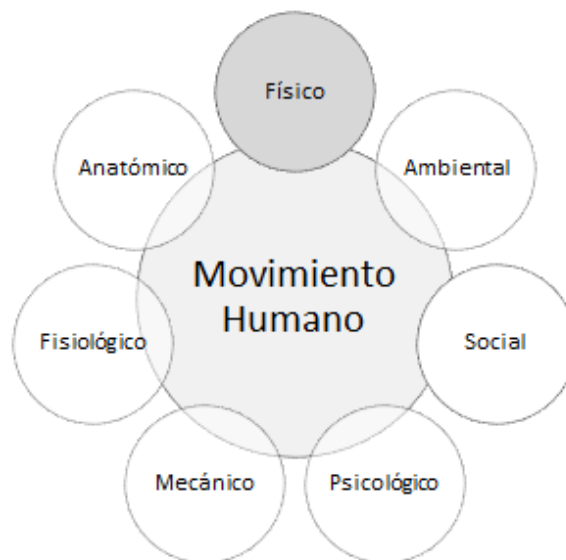 Físico
Anatómico
Ambiental
Movimiento
Humano
Fisiológico
Social
Mecánico
Psicológico